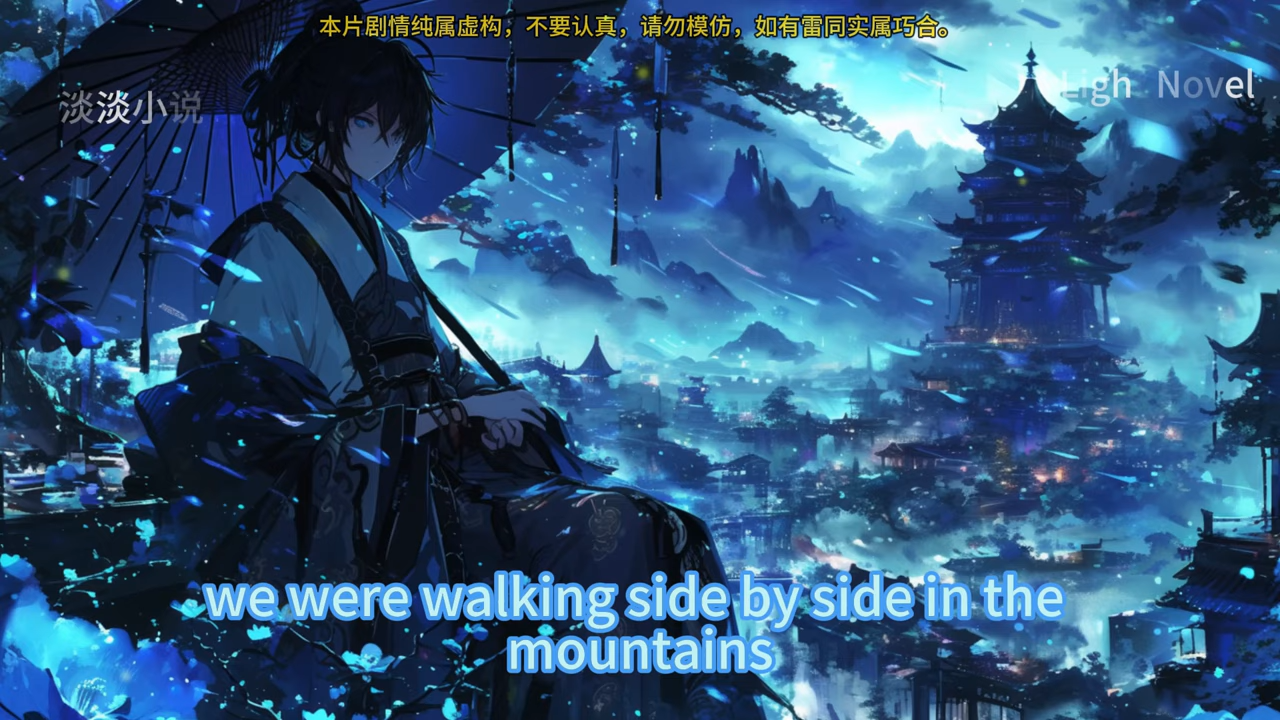 本片剧情纯属虚构，不要认真，请勿模仿，如有雷同实属巧合。
淡淡小说
Ligh Novel
we were walking side by side in the
mountains